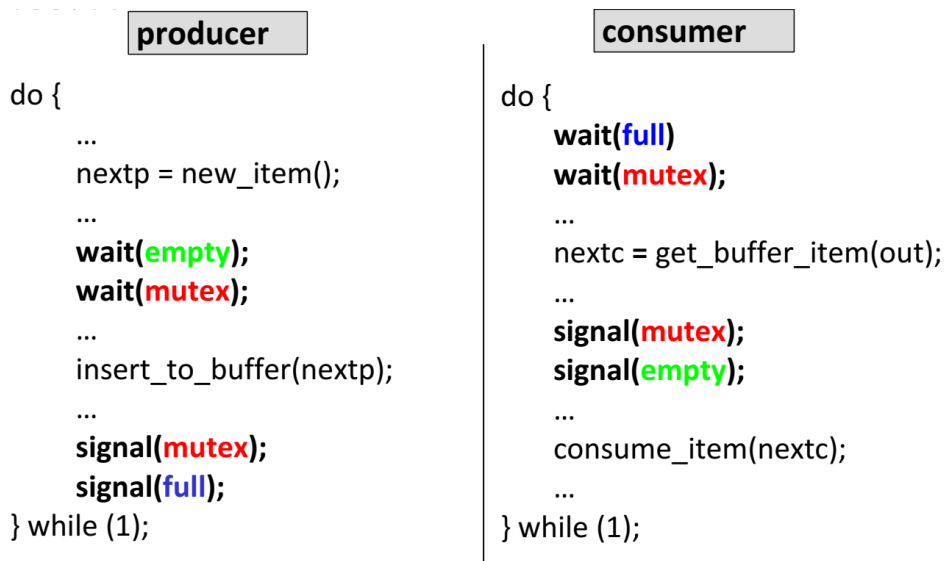 producer
do {
...
nextp = new_item();
...
wait(empty);
wait(mutex);
...
insert_to_buffer(nextp);
...
signal(mutex);
signal(full);
} while (1);
consumer
do {
wait(full)
wait(mutex);
...
nextc = get_buffer_item(out);
...
signal(mutex);
signal(empty);
...
consume_item(nextc);
...
} while (1);